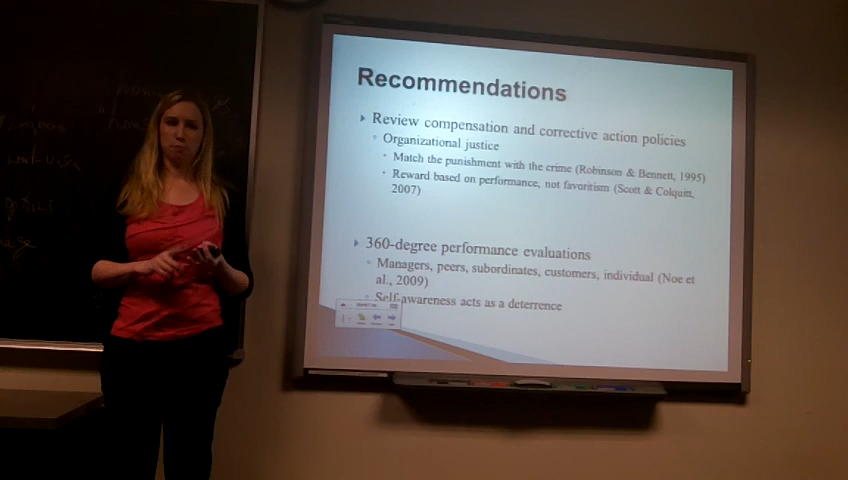 Recommendations
Review compensation and corrective action policies
Organizational justice
Match the punishment with the crime (Robinson & Bennett, 1995)
Reward based on performance, not favoritism (Scott & Colquitt,
2007)
360-degree performance evaluations
Managers, peers, subordinates, customers, individual (Noe et
al., 2009)
Self-awareness acts as a deterrence